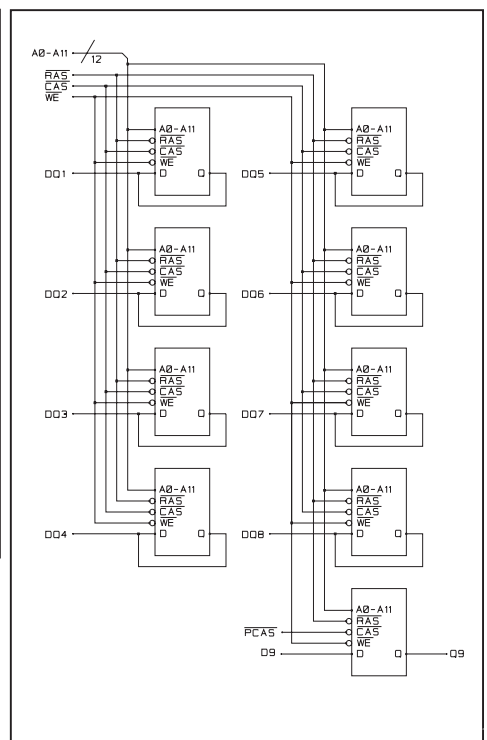 A0-A11
12
RAS
CAS
WE
A0-A11
RAS
CAS
WE
DQ1 D Q
A0-A11
RAS
CAS
WE
DQ5 D Q
A0-A11
RAS
CAS
WE
DQ2 D Q
A0-A11
RAS
CAS
WE
DQ6 D Q
A0-A11
RAS
CAS
WE
DQ3 D Q
A0-A11
RAS
CAS
WE
DQ7 D Q
A0-A11
RAS
CAS
WE
DQ4 D Q
A0-A11
RAS
CAS
WE
DQ8 D Q
A0-A11
RAS
PCAS CAS
WE
D9 D Q Q9